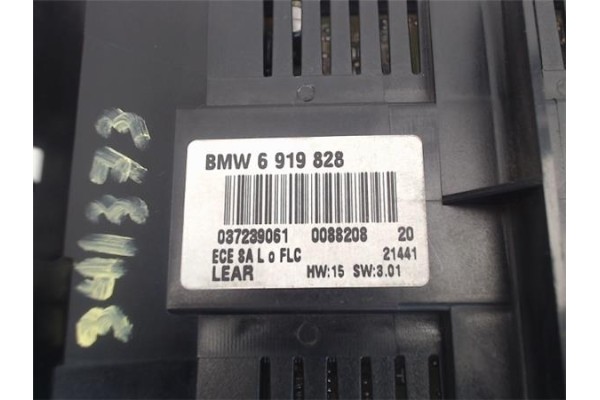 BMW 6 919 828
037239061 0088208 20
ECE SA L o FLC 21441
LEAR HW:15 SW:3.01